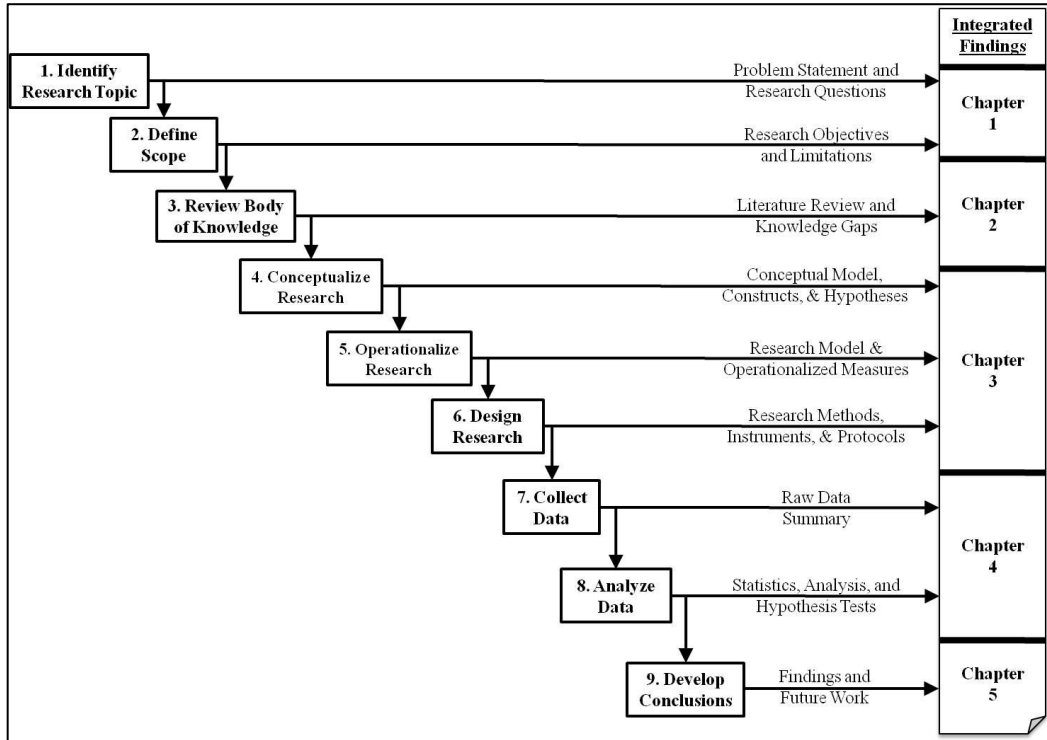 Integrated
Findings
1. Identify
Research Topic
Problem Statement and
Research Questions
Chapter
1
2. Define
Scope
Research Objectives
and Limitations
3. Review Body
of Knowledge
Literature Review and
Knowledge Gaps
Chapter
2
4. Conceptualize
Research
Conceptual Model,
Constructs, & Hypotheses
5. Operationalize
Research
Research Model &
Operationalized Measures
Chapter
3
6. Design
Research
Research Methods,
Instruments, & Protocols
7. Collect
Data
Raw Data
Summary
Chapter
4
8. Analyze
Data
Statistics, Analysis, and
Hypothesis Tests
9. Develop
Conclusions
Findings and
Future Work
Chapter
5